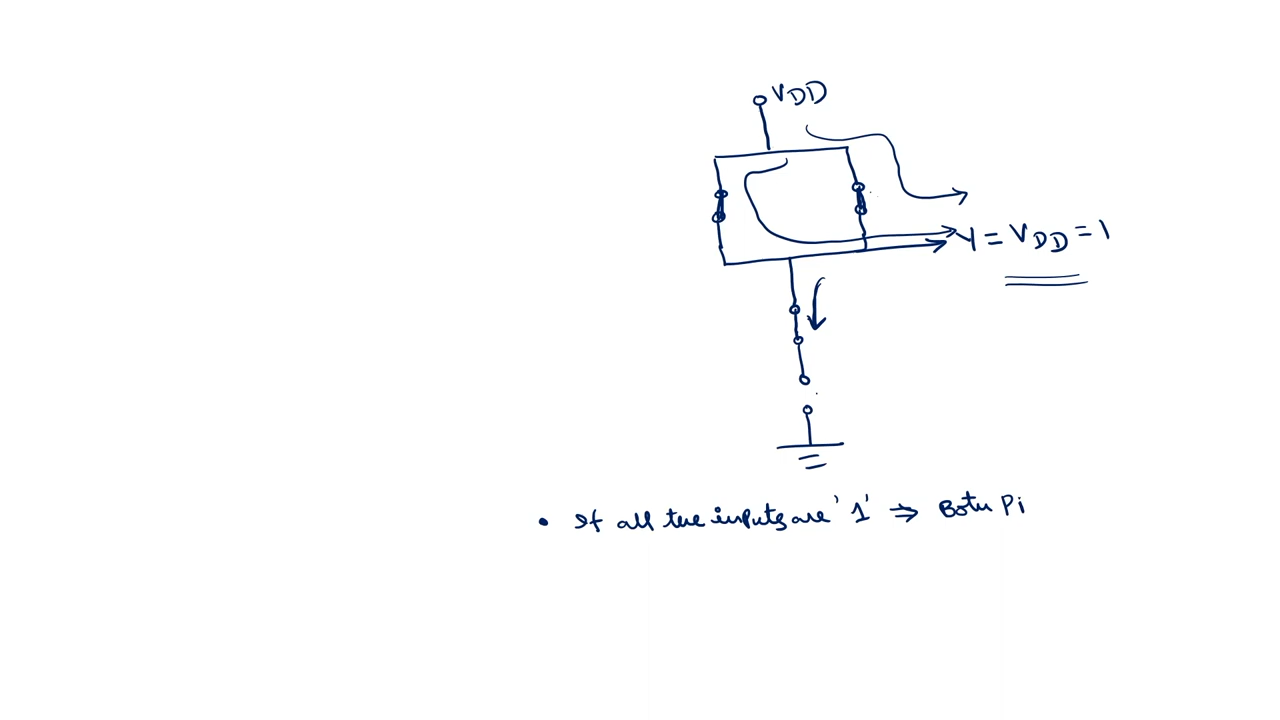 VDD
Y = VDD = 1
• If all the inputs are '1' ⇒ Both Pi